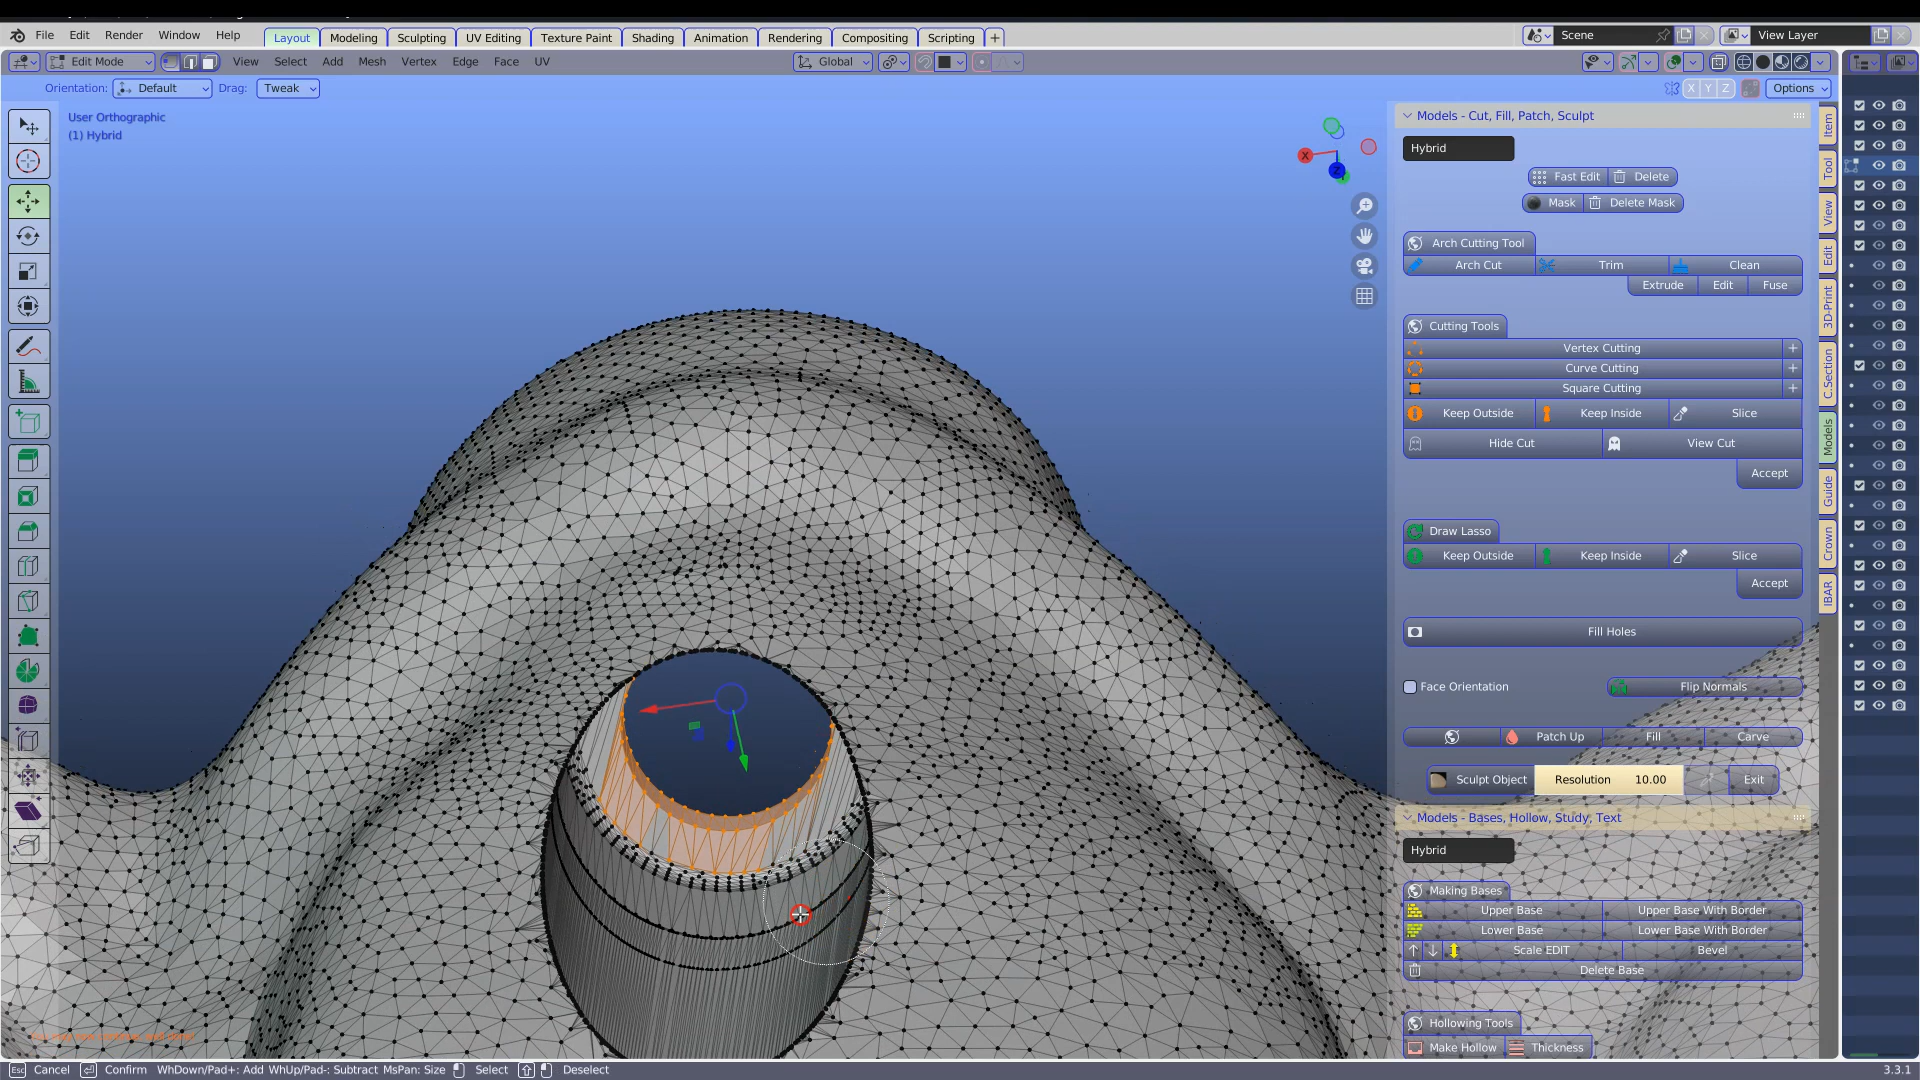 File Edit Render Window Help Layout Modeling Sculpting UV Editing Texture Paint Shading Animation Rendering Compositing Scripting + Scene View Layer
Edit Mode View Select Add Mesh Vertex Edge Face UV Global
Orientation: Default Drag: Tweak X Y Z Options
User Orthographic
(1) Hybrid
X
Z
Models - Cut, Fill, Patch, Sculpt
Hybrid
Fast Edit Delete
Mask Delete Mask
Arch Cutting Tool
Arch Cut Trim Clean
Extrude Edit Fuse
Cutting Tools
Vertex Cutting +
Curve Cutting +
Square Cutting +
Keep Outside Keep Inside Slice
Hide Cut View Cut
Accept
Draw Lasso
Keep Outside Keep Inside Slice
Accept
Fill Holes
Face Orientation Flip Normals
Patch Up Fill Carve
Sculpt Object Resolution 10.00 Exit
Models - Bases, Hollow, Study, Text
Hybrid
Making Bases
Upper Base Upper Base With Border
Lower Base Lower Base With Border
Scale EDIT Bevel
Delete Base
Hollowing Tools
Make Hollow Thickness
Item
Tool
View
Edit
3D-Print
C.Section
Models
Guide
Crown
IBAR
Esc Cancel Confirm WhDown/Pad+: Add WhUp/Pad-: Subtract MsPan: Size Select Deselect 3.3.1